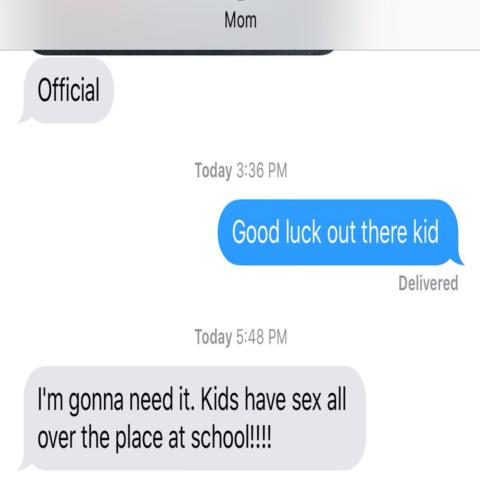 Mom
Official
Today 3:36 PM
Good luck out there kid
Delivered
Today 5:48 PM
I'm gonna need it. Kids have sex all
over the place at school!!!!